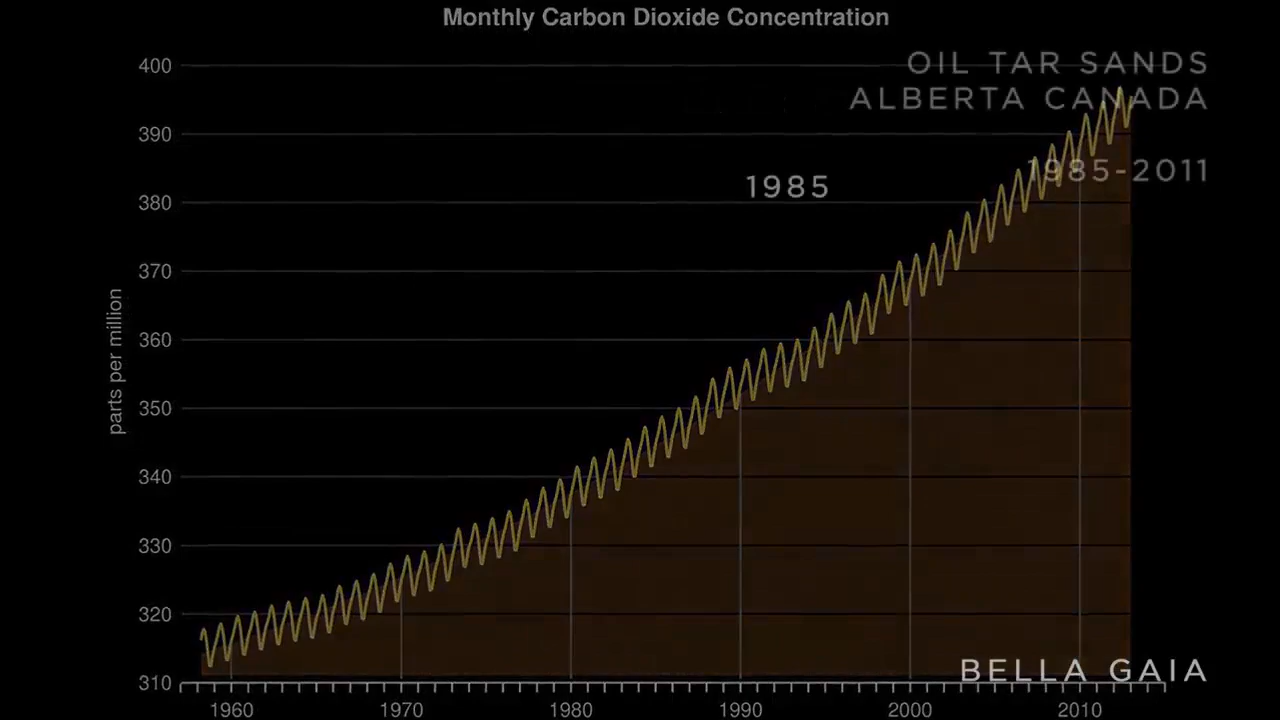 Monthly Carbon Dioxide Concentration
OIL TAR SANDS
ALBERTA CANADA
1985-2011
1985
parts per million
400
390
380
370
360
350
340
330
320
310
1960 1970 1980 1990 2000 2010
BELLA GAIA